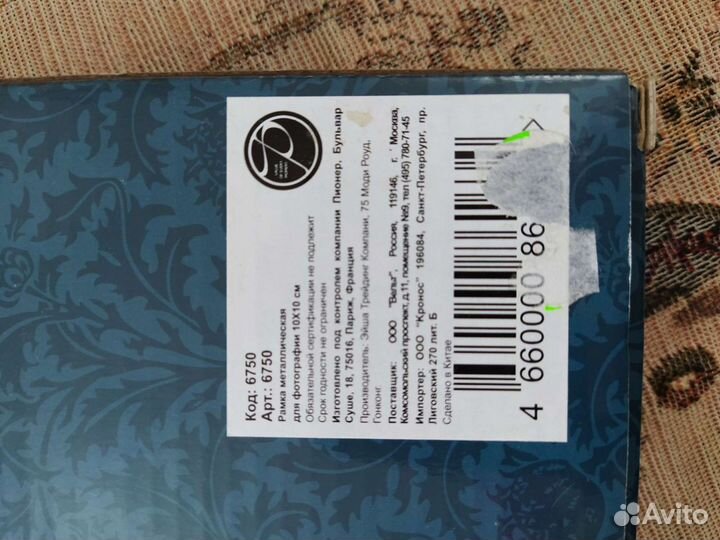 Код: 6750
Арт.: 6750
Рамка металлическая
для фотографии 10X10 см
Обязательной сертификации не подлежит
Срок годности не ограничен
Изготовлено под контролем компании Пионер, Бульвар
Суше, 18, 75016, Париж, Франция
Производитель: Эйша Трейдинг Компани, 75 Моди Роуд,
Гонконг.
Поставщик: ООО "Вельт", Россия, 119146, г. Москва,
Комсомольский проспект, д.11, помещение №9, тел.(495) 780-71-45
Импортер: ООО "Кронос" 196084, Санкт-Петербург, пр.
Лиговский 270 лит. Б
Сделано в Китае
4 660000 86
Avito